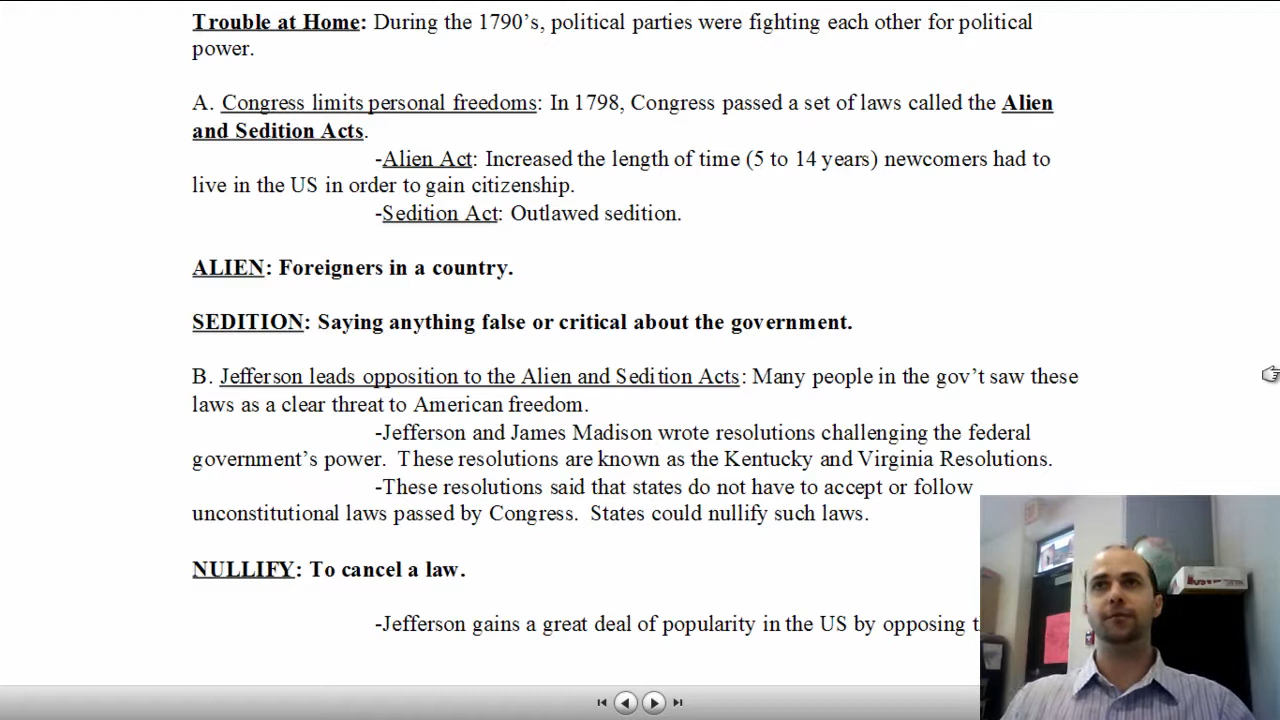 Trouble at Home: During the 1790’s, political parties were fighting each other for political
power.
A. Congress limits personal freedoms: In 1798, Congress passed a set of laws called the Alien
and Sedition Acts.
-Alien Act: Increased the length of time (5 to 14 years) newcomers had to
live in the US in order to gain citizenship.
-Sedition Act: Outlawed sedition.
ALIEN: Foreigners in a country.
SEDITION: Saying anything false or critical about the government.
B. Jefferson leads opposition to the Alien and Sedition Acts: Many people in the gov’t saw these
laws as a clear threat to American freedom.
-Jefferson and James Madison wrote resolutions challenging the federal
government’s power.  These resolutions are known as the Kentucky and Virginia Resolutions.
-These resolutions said that states do not have to accept or follow
unconstitutional laws passed by Congress.  States could nullify such laws.
NULLIFY: To cancel a law.
-Jefferson gains a great deal of popularity in the US by opposing